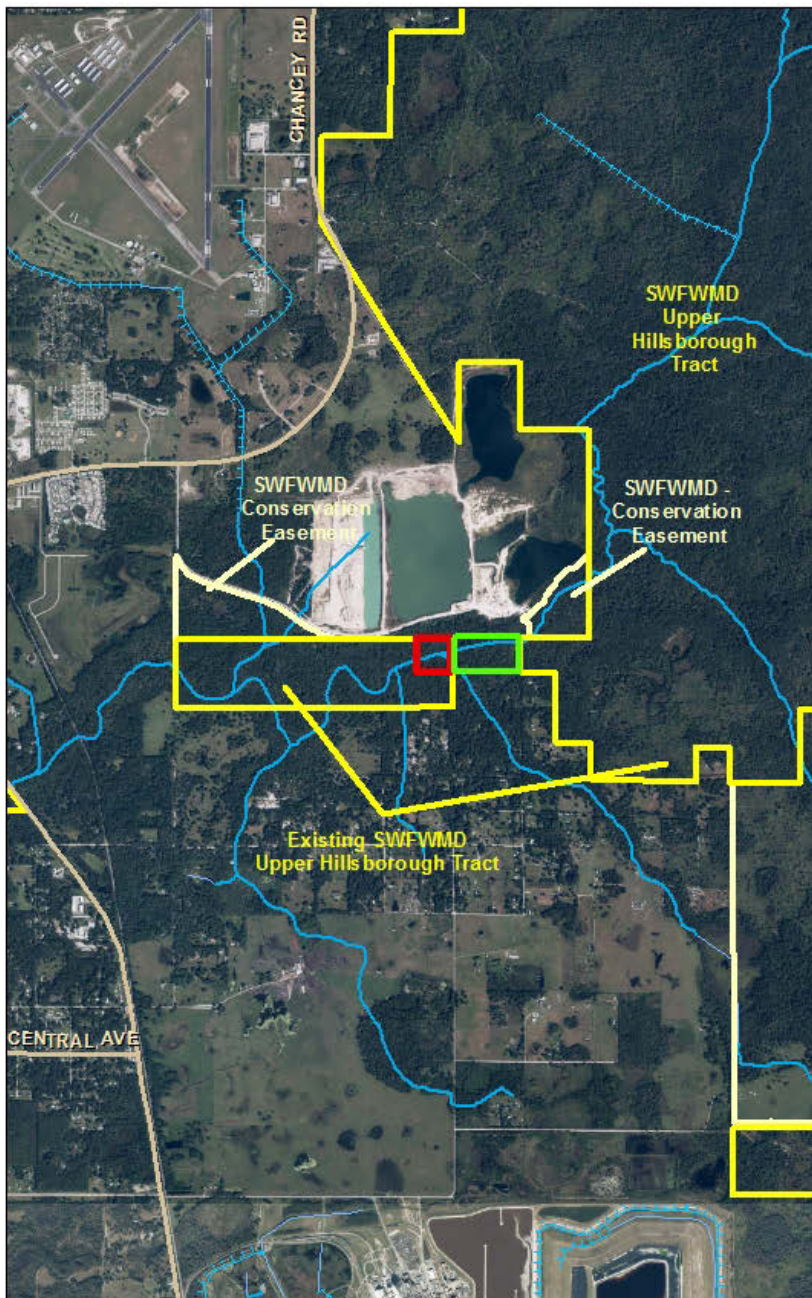 CHANCEY RD
SWFWMD
Upper
Hillsborough
Tract
SWFWMD
Conservation
Easement
SWFWMD -
Conservation
Easement
Existing SWFWMD
Upper Hillsborough Tract
CENTRAL AVE